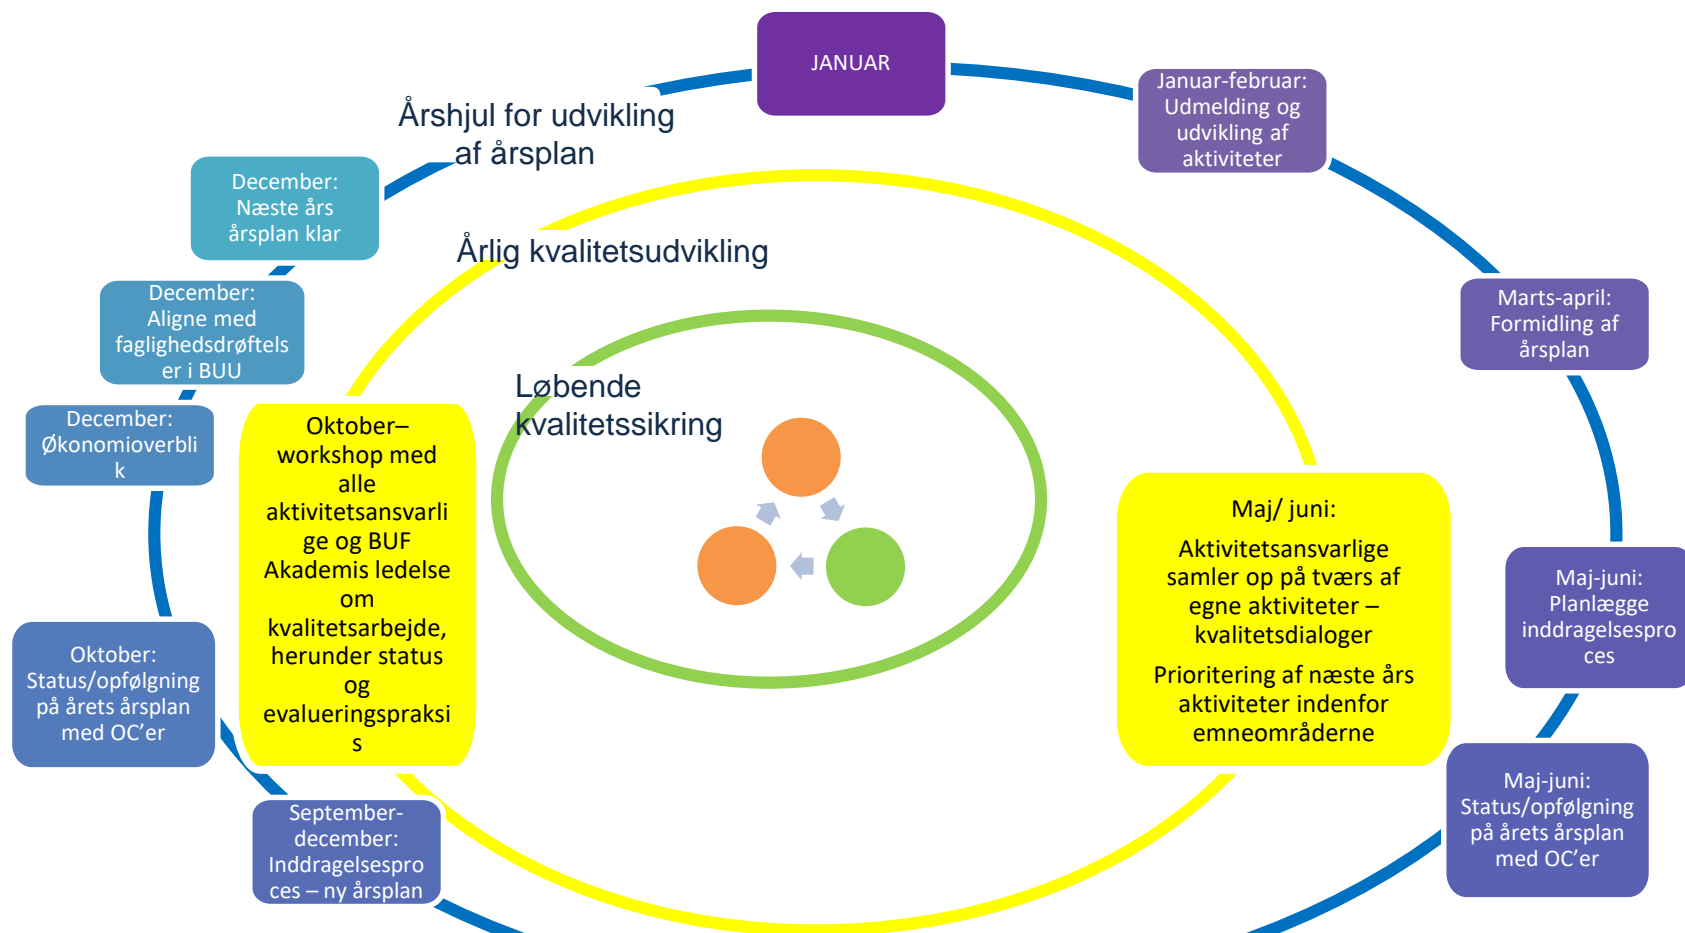 JANUAR
Januar-februar:
Udmelding og
udvikling af
aktiviteter
Årshjul for udvikling
af årsplan
December:
Næste års
årsplan klar
Årlig kvalitetsudvikling
December:
Aligne med
faglighedsdrøftels
er i BUU
Marts-april:
Formidling af
årsplan
Løbende
kvalitetssikring
December:
Økonomioverbli
k
Oktober–
workshop med
alle
aktivitetsansvarli
ge og BUF
Akademis ledelse
om
kvalitetsarbejde,
herunder status
og
evalueringspraksi
s
Maj/ juni:
Aktivitetsansvarlige
samler op på tværs af
egne aktiviteter –
kvalitetsdialoger
Prioritering af næste års
aktiviteter indenfor
emneområderne
Maj-juni:
Planlægge
inddragelsespro
ces
Oktober:
Status/opfølgning
på årets årsplan
med OC’er
Maj-juni:
Status/opfølgning
på årets årsplan
med OC’er
September-
december:
Inddragelsespro
ces – ny årsplan